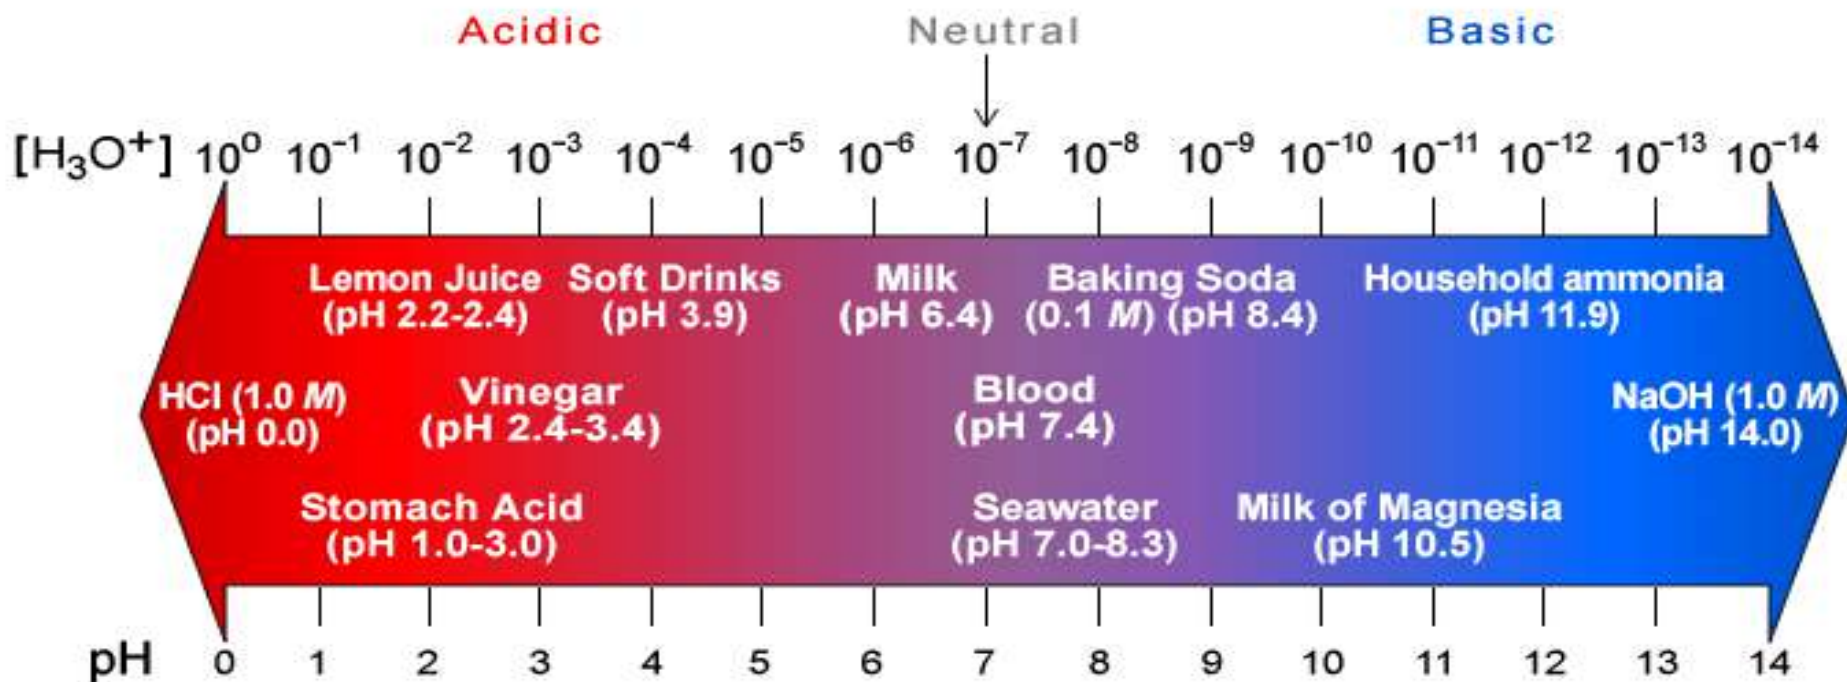 Acidic Neutral Basic
[H₃O⁺] 10⁰ 10⁻¹ 10⁻² 10⁻³ 10⁻⁴ 10⁻⁵ 10⁻⁶ 10⁻⁷ 10⁻⁸ 10⁻⁹ 10⁻¹⁰ 10⁻¹¹ 10⁻¹² 10⁻¹³ 10⁻¹⁴
Lemon Juice Soft Drinks Milk Baking Soda Household ammonia
(pH 2.2-2.4) (pH 3.9) (pH 6.4) (0.1 M) (pH 8.4) (pH 11.9)
HCl (1.0 M) Vinegar Blood NaOH (1.0 M)
(pH 0.0) (pH 2.4-3.4) (pH 7.4) (pH 14.0)
Stomach Acid Seawater Milk of Magnesia
(pH 1.0-3.0) (pH 7.0-8.3) (pH 10.5)
pH 0 1 2 3 4 5 6 7 8 9 10 11 12 13 14